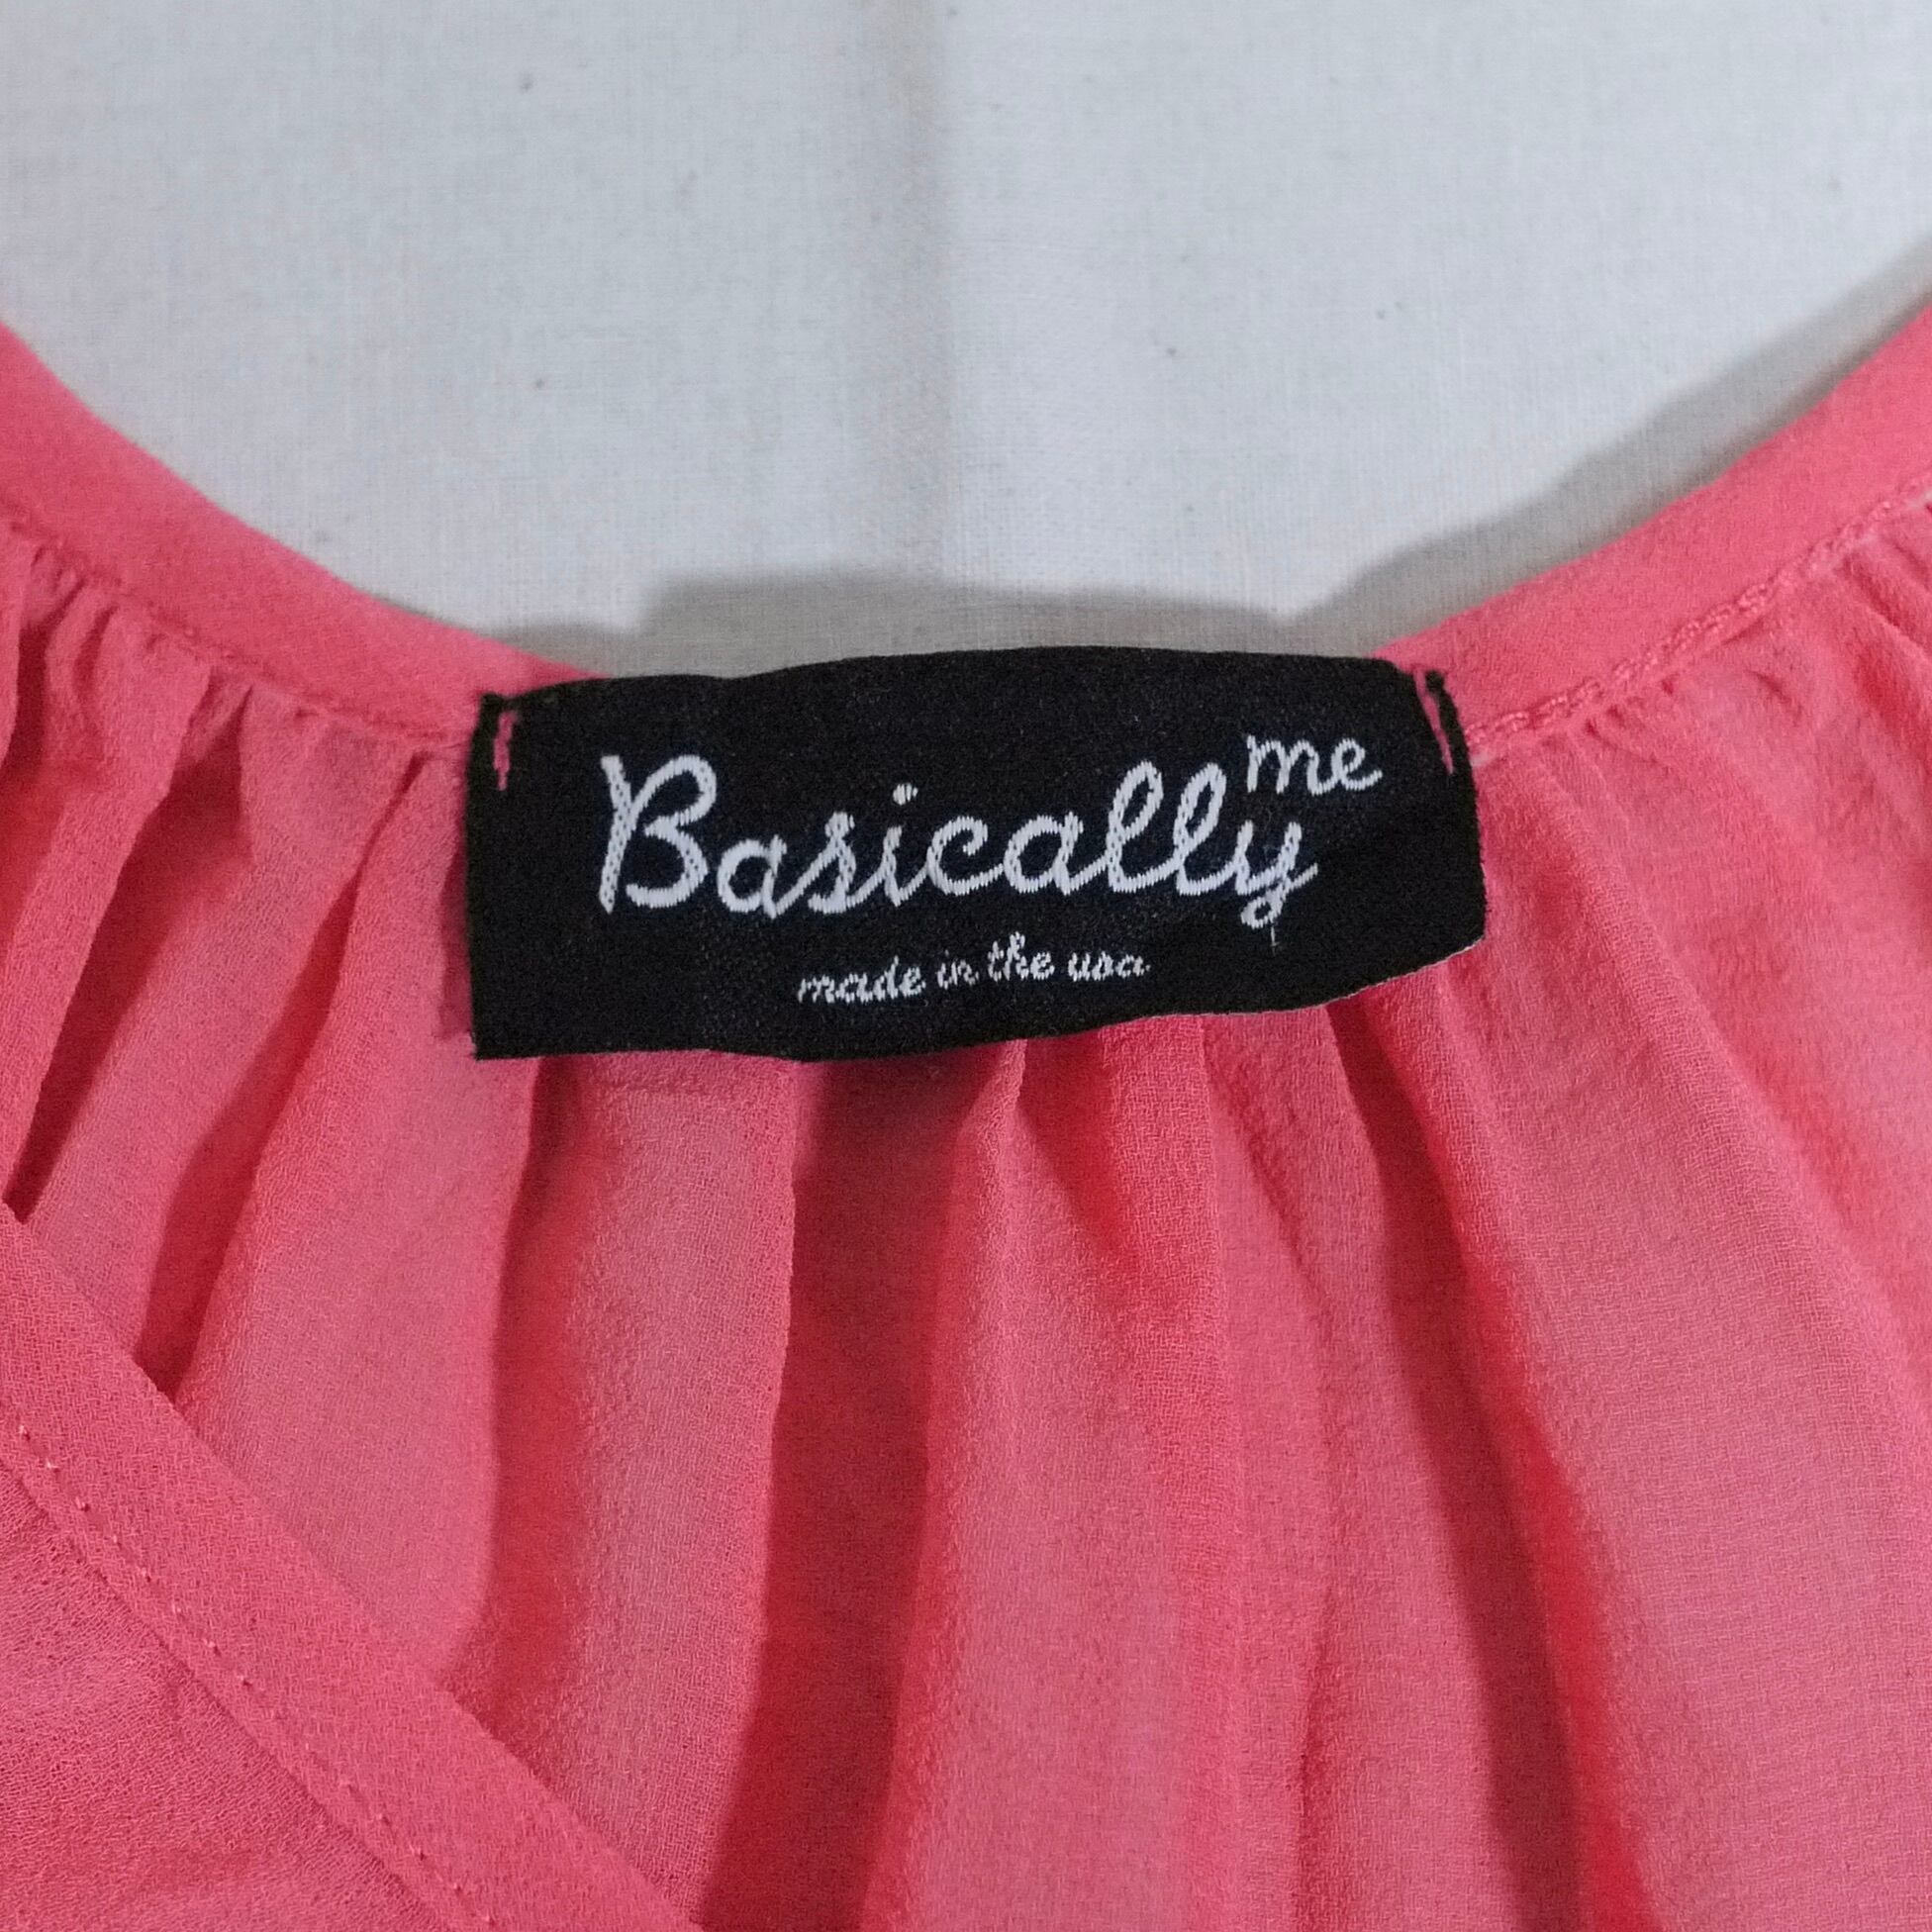 Basically me
made in the usa